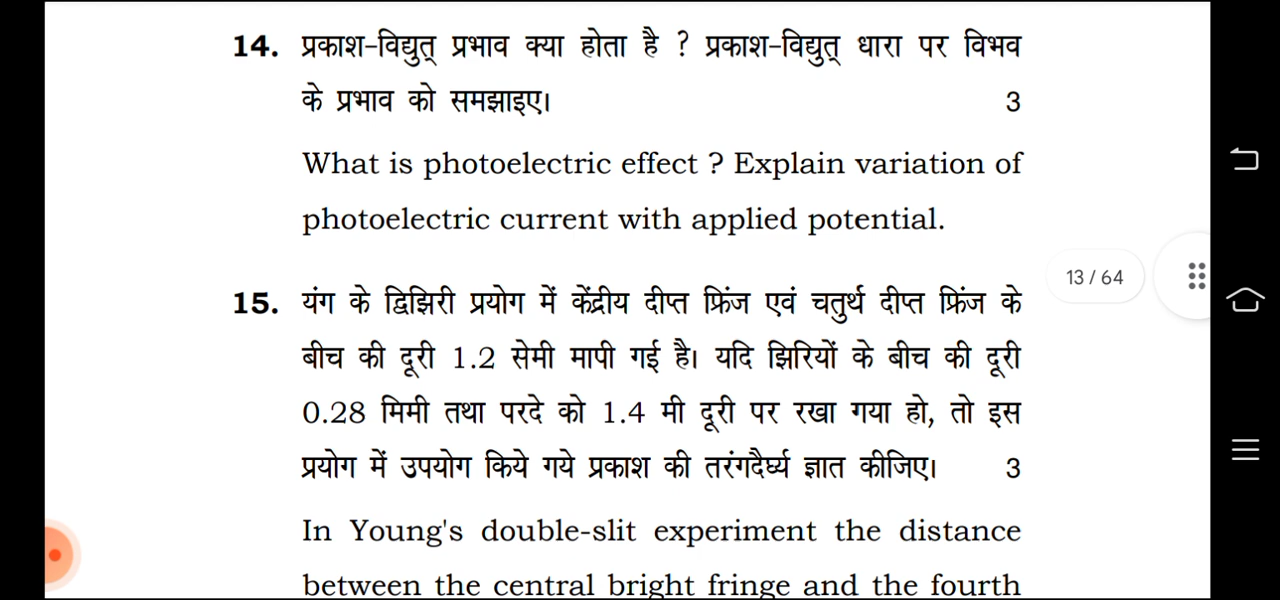 14. प्रकाश-विद्युत् प्रभाव क्या होता है ? प्रकाश-विद्युत् धारा पर विभव
के प्रभाव को समझाइए। 3
What is photoelectric effect ? Explain variation of
photoelectric current with applied potential.
13 / 64
15. यंग के द्विझिरी प्रयोग में केंद्रीय दीप्त फ्रिंज एवं चतुर्थ दीप्त फ्रिंज के
बीच की दूरी 1.2 सेमी मापी गई है। यदि झिरियों के बीच की दूरी
0.28 मिमी तथा परदे को 1.4 मी दूरी पर रखा गया हो, तो इस
प्रयोग में उपयोग किये गये प्रकाश की तरंगदैर्घ्य ज्ञात कीजिए। 3
In Young's double-slit experiment the distance
between the central bright fringe and the fourth